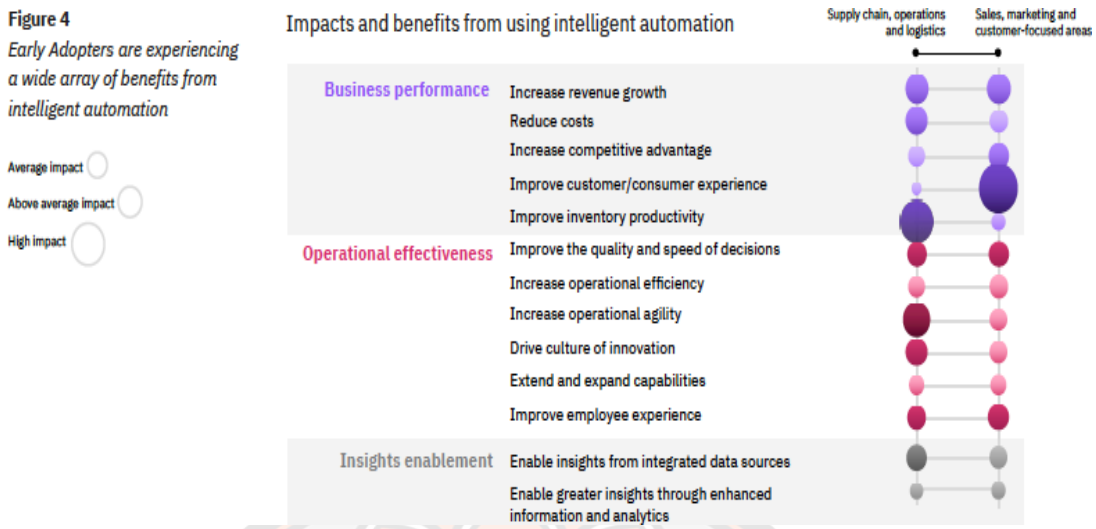 Figure 4
Early Adopters are experiencing
a wide array of benefits from
intelligent automation
Average impact
Above average impact
High impact
Impacts and benefits from using intelligent automation
Supply chain, operations
and logistics
Sales, marketing and
customer-focused areas
Business performance
Increase revenue growth
Reduce costs
Increase competitive advantage
Improve customer/consumer experience
Improve inventory productivity
Operational effectiveness
Improve the quality and speed of decisions
Increase operational efficiency
Increase operational agility
Drive culture of innovation
Extend and expand capabilities
Improve employee experience
Insights enablement
Enable insights from integrated data sources
Enable greater insights through enhanced
information and analytics